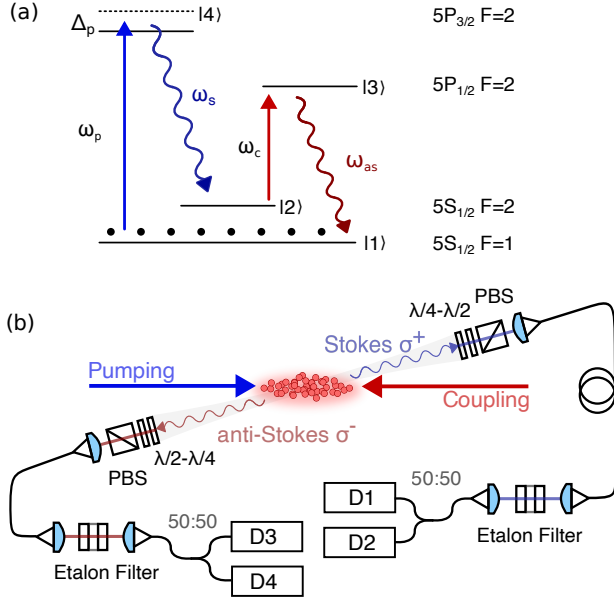 (a)
|4⟩
5P3/2 F=2
Δp
ωs
|3⟩
5P1/2 F=2
ωp
ωc
ωas
|2⟩
5S1/2 F=2
|1⟩
5S1/2 F=1
(b)
PBS
λ/4-λ/2
Stokes σ+
Pumping
Coupling
anti-Stokes σ-
λ/2-λ/4
PBS
50:50
D1
D2
Etalon Filter
50:50
D3
D4
Etalon Filter